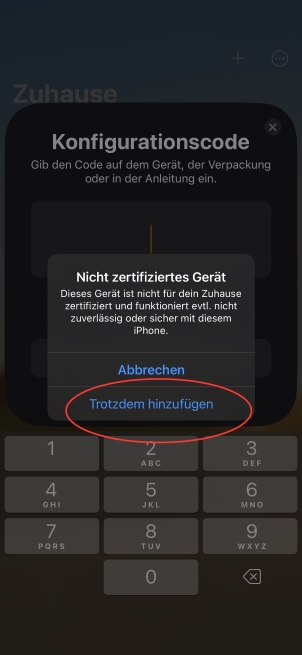 Zuhause
Konfigurationscode
Gib den Code auf dem Gerät, der Verpackung
oder in der Anleitung ein.
Nicht zertifiziertes Gerät
Dieses Gerät ist nicht für dein Zuhause
zertifiziert und funktioniert evtl. nicht
zuverlässig oder sicher mit diesem
iPhone.
Abbrechen
Trotzdem hinzufügen
1 2 3
ABC DEF
4 5 6
GHI JKL MNO
7 8 9
PQRS TUV WXYZ
0